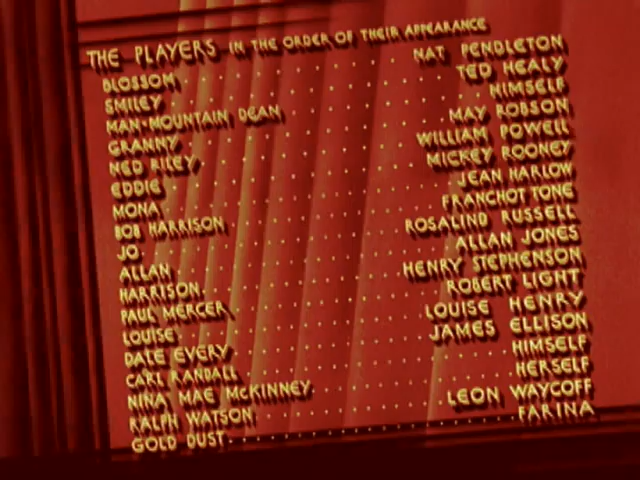 THE PLAYERS IN THE ORDER OF THEIR APPEARANCE
BLOSSOM . . . . . . . . . . NAT PENDLETON
SMILEY . . . . . . . . . . TED HEALY
MAN-MOUNTAIN DEAN . . . . . . . . . . HIMSELF
GRANNY . . . . . . . . . . MAY ROBSON
NED RILEY . . . . . . . . . . WILLIAM POWELL
EDDIE . . . . . . . . . . MICKEY ROONEY
MONA . . . . . . . . . . JEAN HARLOW
BOB HARRISON . . . . . . . . . . FRANCHOT TONE
JO . . . . . . . . . . ROSALIND RUSSELL
ALLAN . . . . . . . . . . ALLAN JONES
HARRISON . . . . . . . . . . HENRY STEPHENSON
PAUL MERCER . . . . . . . . . . ROBERT LIGHT
LOUISE . . . . . . . . . . LOUISE HENRY
DALE EVERY . . . . . . . . . . JAMES ELLISON
CARL RANDALL . . . . . . . . . . HIMSELF
NINA MAE McKINNEY . . . . . . . . . . HERSELF
RALPH WATSON . . . . . . . . . . LEON WAYCOFF
GOLD DUST . . . . . . . . . . FARINA